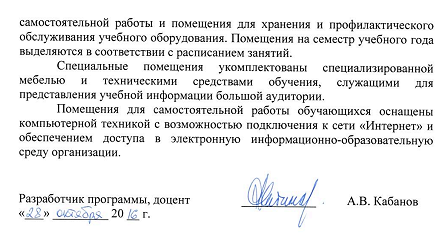 самостоятельной работы и помещения для хранения и профилактического
обслуживания учебного оборудования. Помещения на семестр учебного года
выделяются в соответствии с расписанием занятий.
Специальные помещения укомплектованы специализированной
мебелью и техническими средствами обучения, служащими для
представления учебной информации большой аудитории.
Помещения для самостоятельной работы обучающихся оснащены
компьютерной техникой с возможностью подключения к сети «Интернет» и
обеспечением доступа в электронную информационно-образовательную
среду организации.
Разработчик программы, доцент А.В. Кабанов
«28» октября 2016 г.